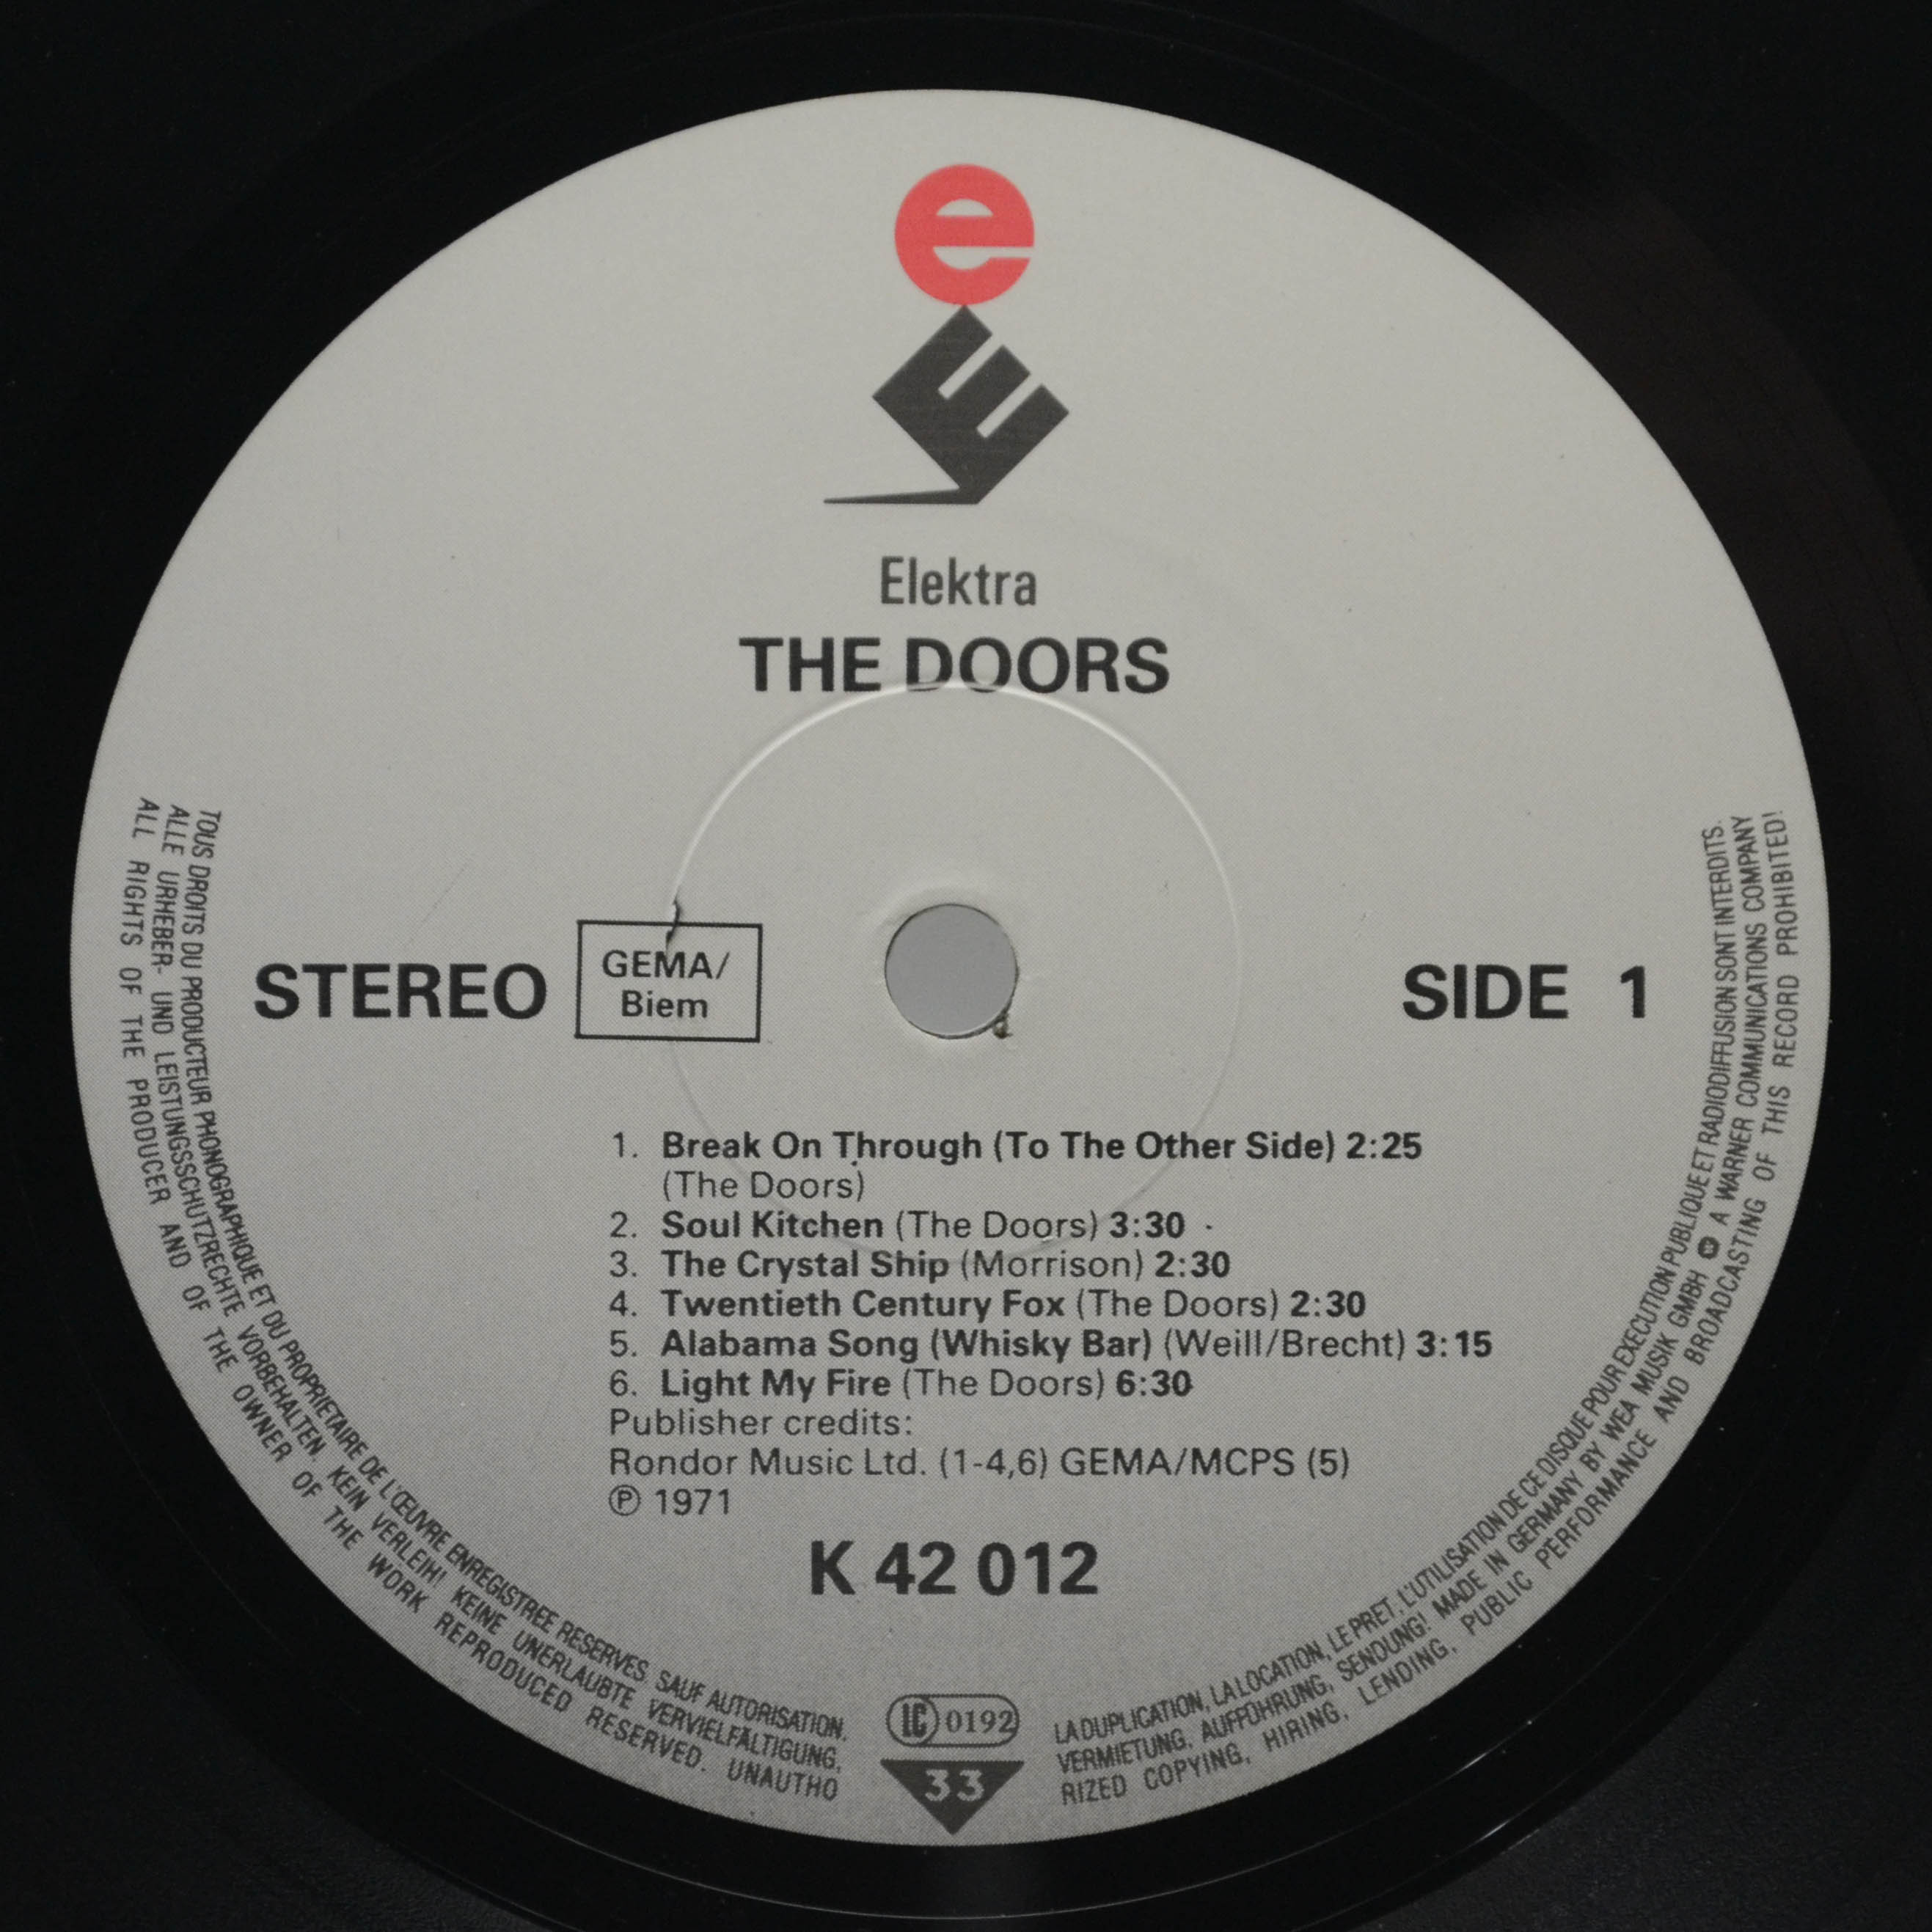 e
E
Elektra
THE DOORS
STEREO
GEMA/
Biem
SIDE 1
1. Break On Through (To The Other Side) 2:25
(The Doors)
2. Soul Kitchen (The Doors) 3:30
3. The Crystal Ship (Morrison) 2:30
4. Twentieth Century Fox (The Doors) 2:30
5. Alabama Song (Whisky Bar) (Weill/Brecht) 3:15
6. Light My Fire (The Doors) 6:30
Publisher credits:
Rondor Music Ltd. (1-4,6) GEMA/MCPS (5)
℗ 1971
K 42 012
TOUS DROITS DU PRODUCTEUR PHONOGRAPHIQUE ET DU PROPRIETAIRE DE L'ŒUVRE ENREGISTREE RESERVES. SAUF AUTORISATION, LA DUPLICATION, LA LOCATION, LE PRET, L'UTILISATION DE CE DISQUE POUR EXECUTION PUBLIQUE ET RADIODIFFUSION SONT INTERDITS.
ALLE URHEBER- UND LEISTUNGSSCHUTZRECHTE VORBEHALTEN. KEIN VERLEIH! KEINE UNERLAUBTE VERVIELFÄLTIGUNG, VERMIETUNG, AUFFÜHRUNG, SENDUNG! MADE IN GERMANY BY WEA MUSIK GMBH A WARNER COMMUNICATIONS COMPANY
ALL RIGHTS OF THE PRODUCER AND OF THE OWNER OF THE WORK REPRODUCED RESERVED. UNAUTHORIZED COPYING, HIRING, LENDING, PUBLIC PERFORMANCE AND BROADCASTING OF THIS RECORD PROHIBITED!
LC 0192
33